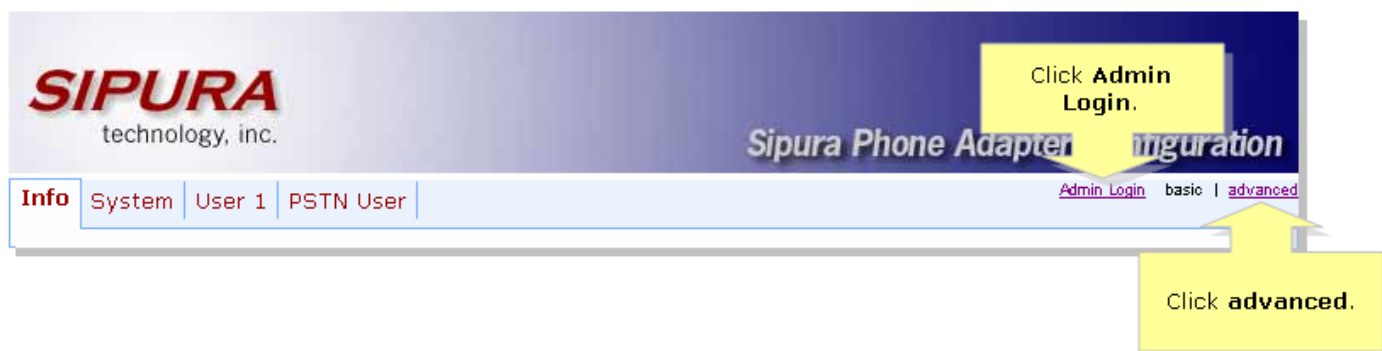 SIPURA
technology, inc.
Click Admin
Login.
Sipura Phone Adapter nfiguration
Info System User 1 PSTN User
Admin Login basic | advanced
Click advanced.